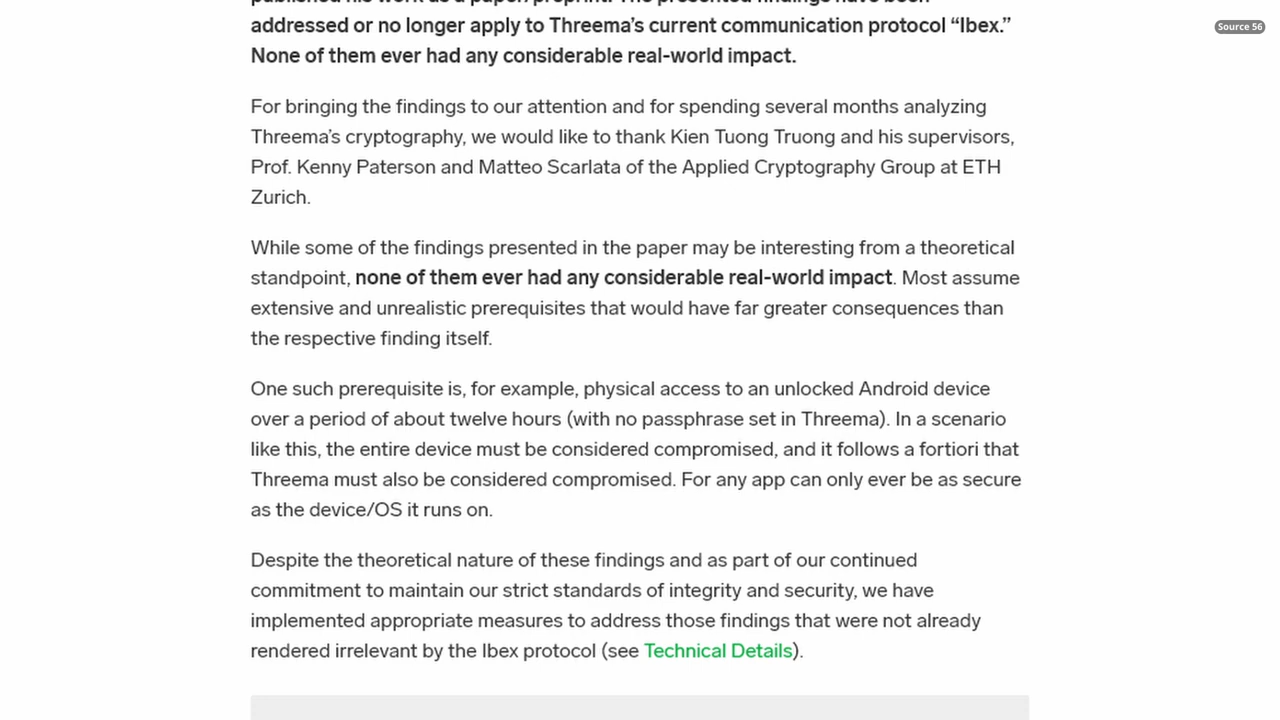 published his work as a paper/preprint. The presented findings have been
addressed or no longer apply to Threema’s current communication protocol “Ibex.”
None of them ever had any considerable real-world impact.
For bringing the findings to our attention and for spending several months analyzing
Threema’s cryptography, we would like to thank Kien Tuong Truong and his supervisors,
Prof. Kenny Paterson and Matteo Scarlata of the Applied Cryptography Group at ETH
Zurich.
While some of the findings presented in the paper may be interesting from a theoretical
standpoint, none of them ever had any considerable real-world impact. Most assume
extensive and unrealistic prerequisites that would have far greater consequences than
the respective finding itself.
One such prerequisite is, for example, physical access to an unlocked Android device
over a period of about twelve hours (with no passphrase set in Threema). In a scenario
like this, the entire device must be considered compromised, and it follows a fortiori that
Threema must also be considered compromised. For any app can only ever be as secure
as the device/OS it runs on.
Despite the theoretical nature of these findings and as part of our continued
commitment to maintain our strict standards of integrity and security, we have
implemented appropriate measures to address those findings that were not already
rendered irrelevant by the Ibex protocol (see Technical Details).
Source 56